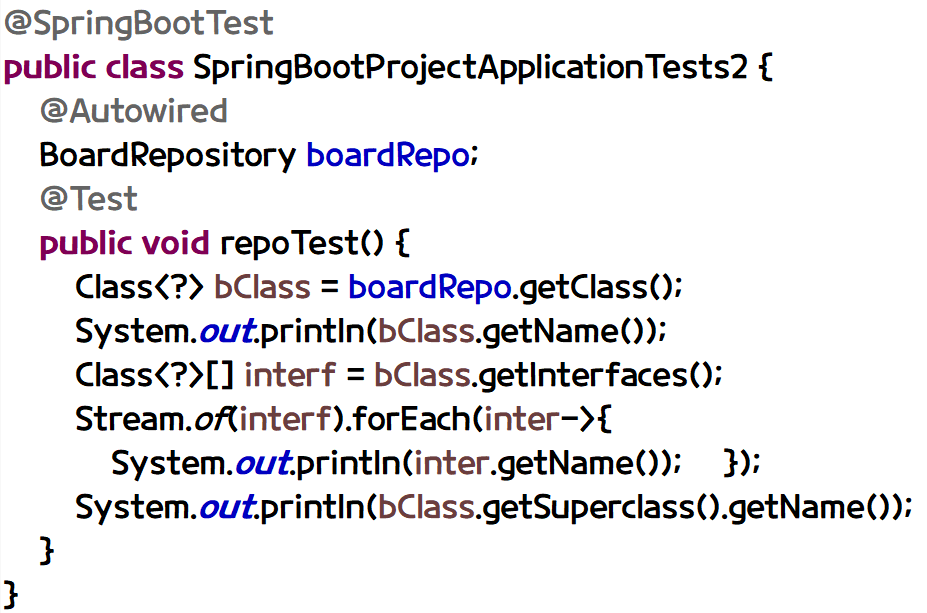 @SpringBootTest
public class SpringBootProjectApplicationTests2 {
@Autowired
BoardRepository boardRepo;
@Test
public void repoTest() {
Class<?> bClass = boardRepo.getClass();
System.out.println(bClass.getName());
Class<?>[] interf = bClass.getInterfaces();
Stream.of(interf).forEach(inter->{
System.out.println(inter.getName()); });
System.out.println(bClass.getSuperclass().getName());
}
}